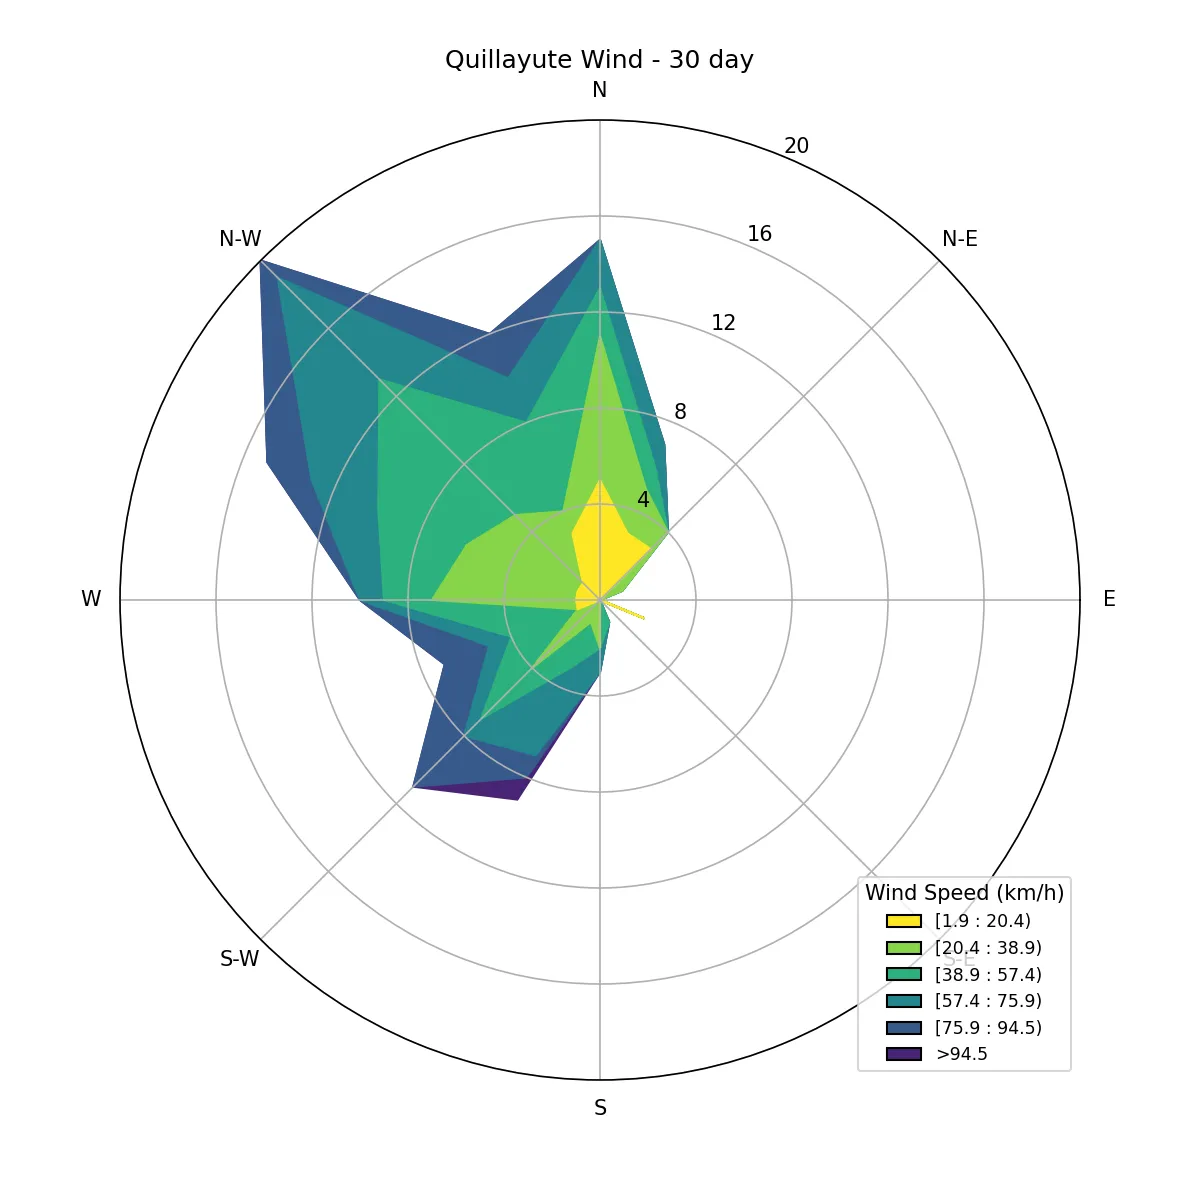 Quillayute Wind - 30 day
N
20
N-W
16
N-E
12
8
4
W
E
S-W
S-E
S
Wind Speed (km/h)
[1.9 : 20.4)
[20.4 : 38.9)
[38.9 : 57.4)
[57.4 : 75.9)
[75.9 : 94.5)
>94.5